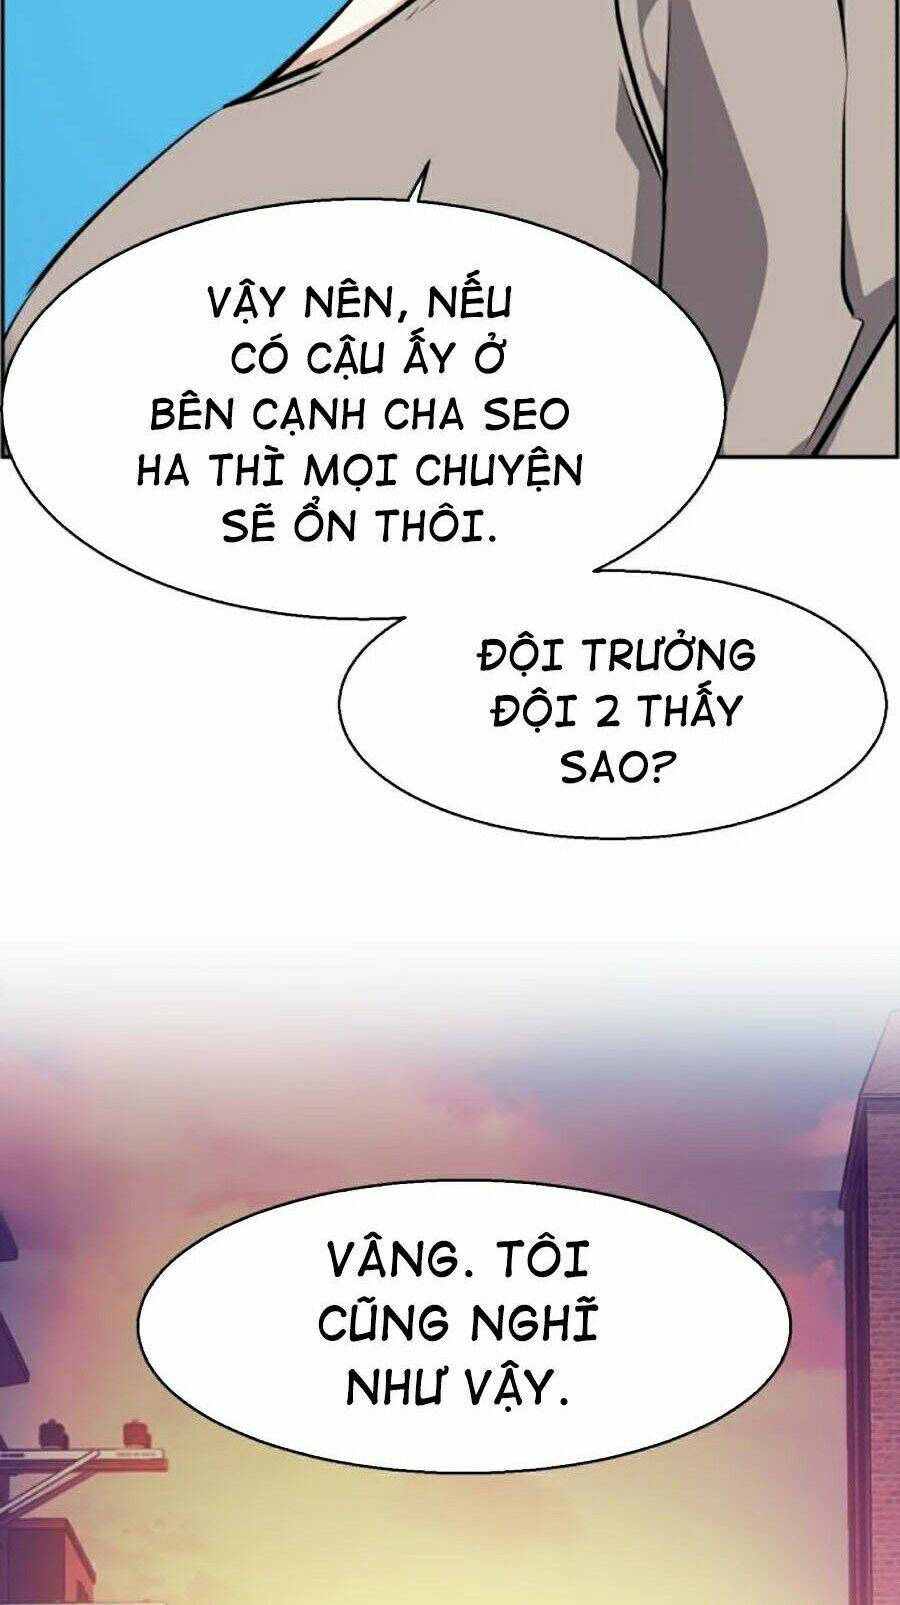 VẬY NÊN, NẾU
CÓ CẬU ẤY Ở
BÊN CẠNH CHA SEO
HA THÌ MỌI CHUYỆN
SẼ ỔN THÔI.
ĐỘI TRƯỞNG
ĐỘI 2 THẤY
SAO?
VÂNG. TÔI
CŨNG NGHĨ
NHƯ VẬY.